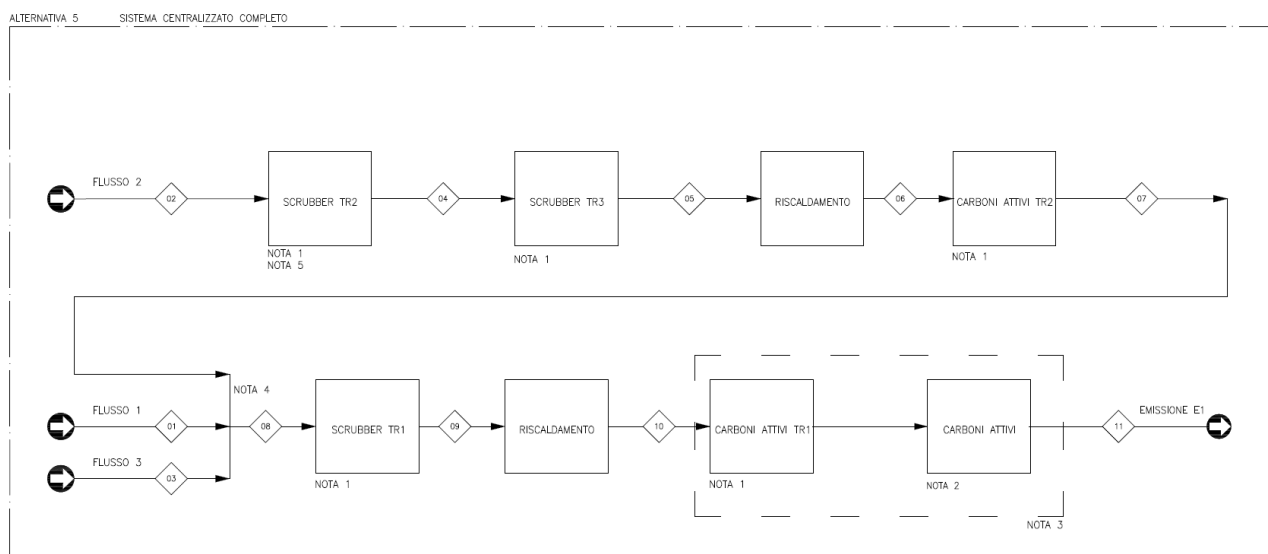 ALTERNATIVA 5 SISTEMA CENTRALIZZATO COMPLETO
FLUSSO 2
02
SCRUBBER TR2
NOTA 1
NOTA 5
04
SCRUBBER TR3
NOTA 1
05
RISCALDAMENTO
06
CARBONI ATTIVI TR2
NOTA 1
07
NOTA 4
FLUSSO 1
01
FLUSSO 3
03
08
SCRUBBER TR1
NOTA 1
09
RISCALDAMENTO
10
CARBONI ATTIVI TR1
NOTA 1
CARBONI ATTIVI
NOTA 2
NOTA 3
11
EMISSIONE E1